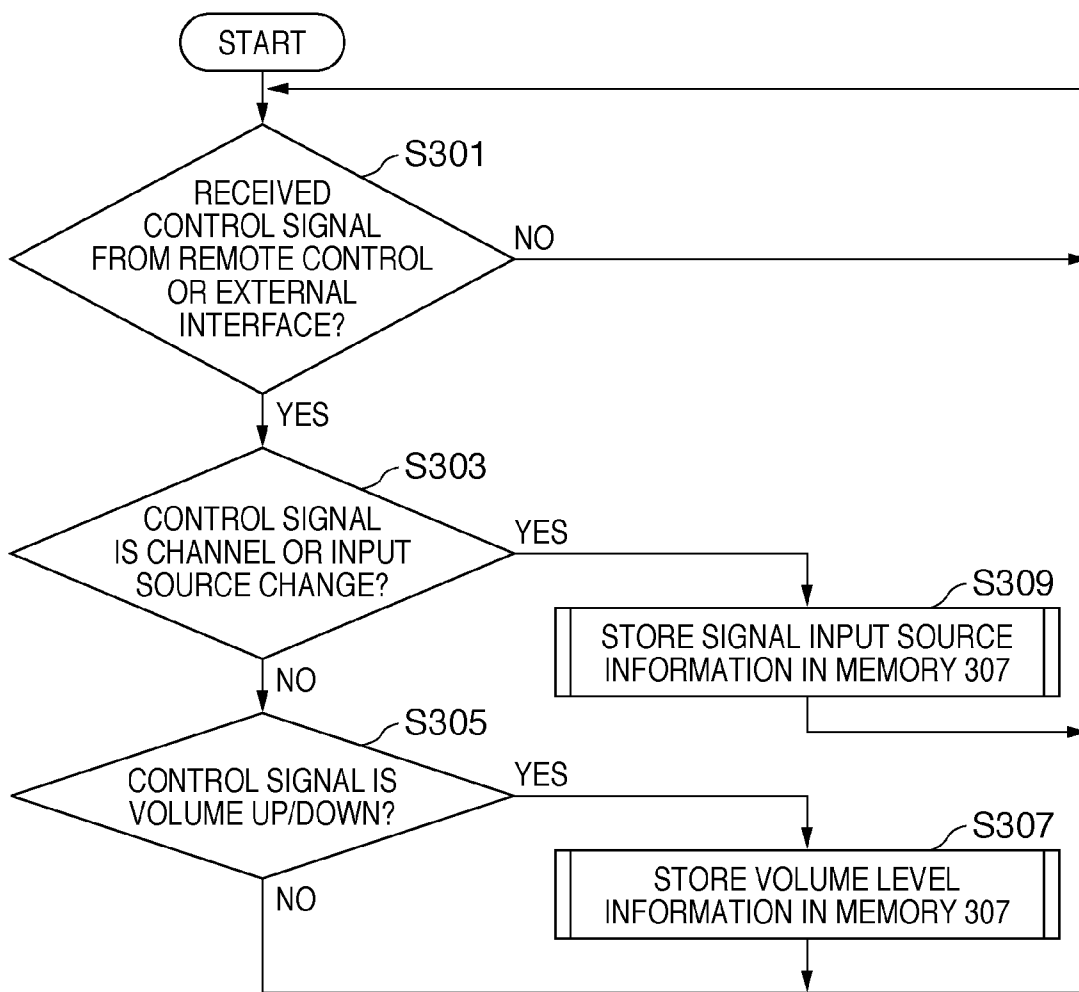 START
S301
RECEIVED
CONTROL SIGNAL
FROM REMOTE CONTROL
OR EXTERNAL
INTERFACE?
NO
YES
S303
CONTROL SIGNAL
IS CHANNEL OR INPUT
SOURCE CHANGE?
YES
S309
STORE SIGNAL INPUT SOURCE
INFORMATION IN MEMORY 307
NO
S305
CONTROL SIGNAL IS
VOLUME UP/DOWN?
YES
S307
STORE VOLUME LEVEL
INFORMATION IN MEMORY 307
NO